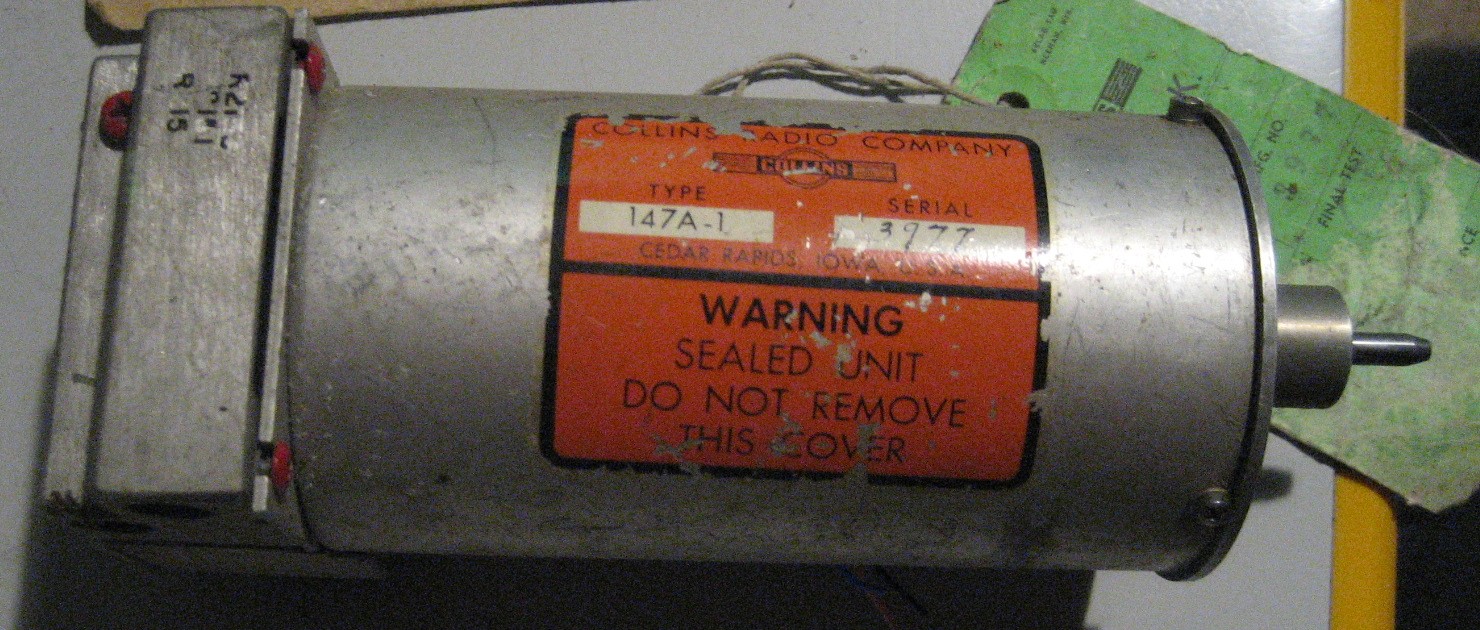 COLLINS RADIO COMPANY
COLLINS
TYPE
147A-1
SERIAL
3977
CEDAR RAPIDS, IOWA, U.S.A.
WARNING
SEALED UNIT
DO NOT REMOVE
THIS COVER
K.
NO.
FINAL TEST